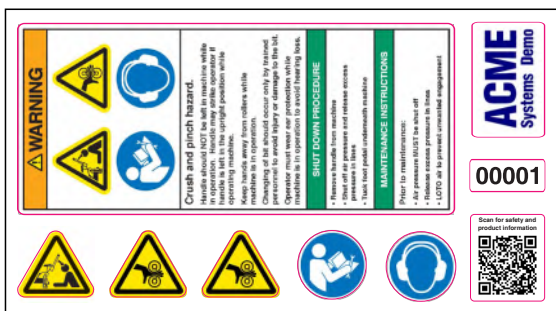 WARNING
Crush and pinch hazard.
Handle should NOT be left in machine while
in operation. Handle may strike operator if
handle is left in the upright position while
operating machine.
Keep hands away from rollers while
machine is in operation.
Changing of bit should occur only by trained
personnel to avoid injury or damage to the bit.
Operator must wear ear protection while
machine is in operation to avoid hearing loss.
SHUT DOWN PROCEDURE
• Remove handle from machine
• Shut off air pressure and release excess
pressure in lines
• Tuck foot pedal underneath machine
MAINTENANCE INSTRUCTIONS
Prior to maintenance:
• Air pressure MUST be shut off
• Release excess pressure in lines
• LOTO air to prevent unwanted engagement
ACME
Systems Demo
00001
Scan for safety and
product information